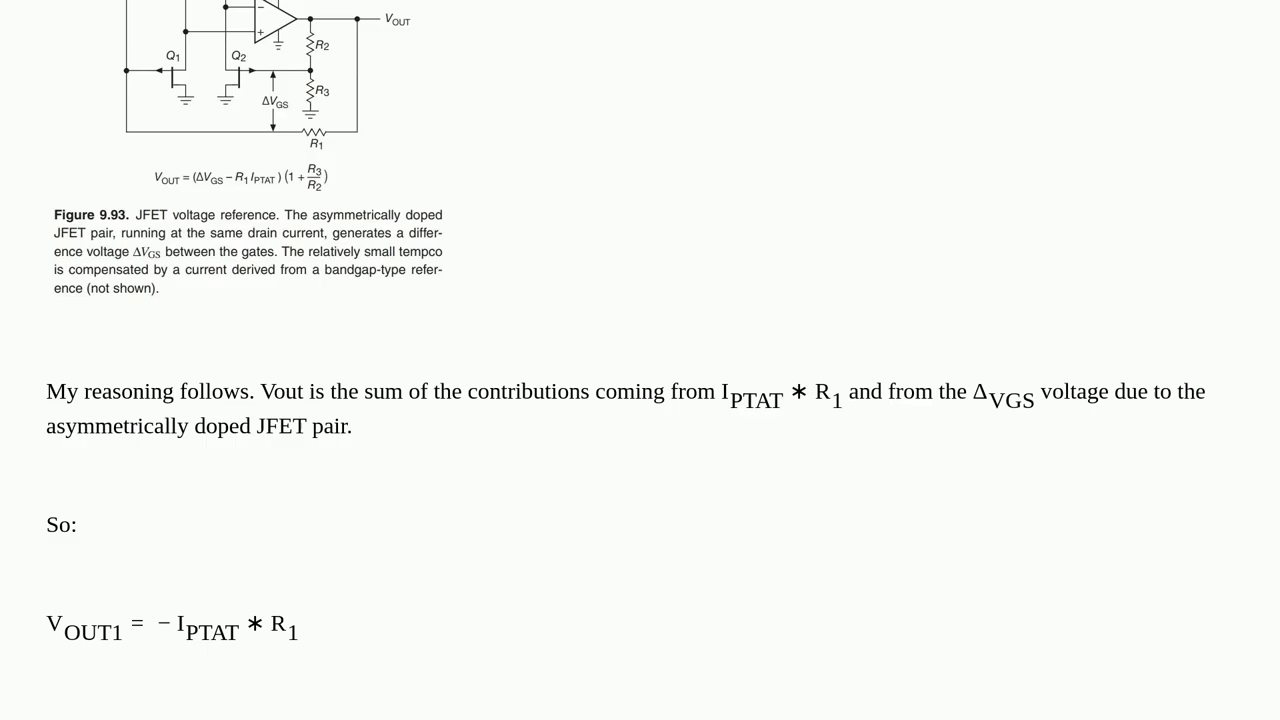 −
V_OUT
+
R2
Q1
Q2
R3
ΔV_GS
R1
V_OUT = (ΔV_GS − R1 I_PTAT) (1 + R3/R2)
Figure 9.93. JFET voltage reference. The asymmetrically doped
JFET pair, running at the same drain current, generates a differ-
ence voltage ΔV_GS between the gates. The relatively small tempco
is compensated by a current derived from a bandgap-type refer-
ence (not shown).
My reasoning follows. Vout is the sum of the contributions coming from I_PTAT ∗ R_1 and from the Δ_VGS voltage due to the
asymmetrically doped JFET pair.
So:
V_OUT1 = − I_PTAT ∗ R_1